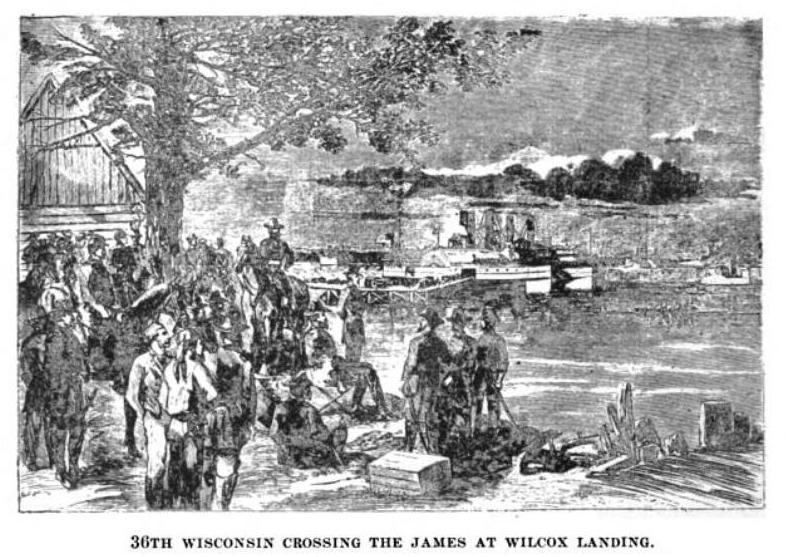 36TH WISCONSIN CROSSING THE JAMES AT WILCOX LANDING.